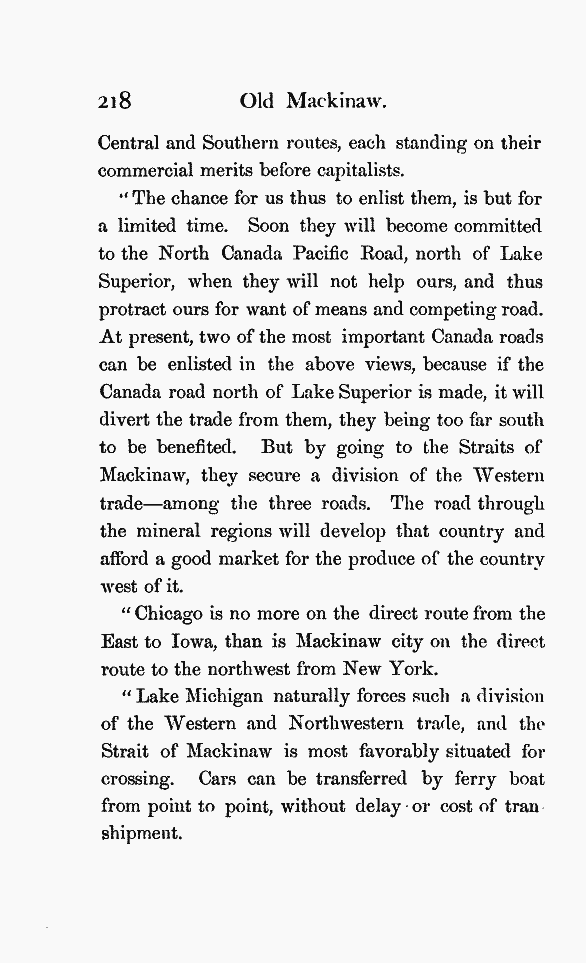 218 Old Mackinaw.
Central and Southern routes, each standing on their
commercial merits before capitalists.
"The chance for us thus to enlist them, is but for
a limited time. Soon they will become committed
to the North Canada Pacific Road, north of Lake
Superior, when they will not help ours, and thus
protract ours for want of means and competing road.
At present, two of the most important Canada roads
can be enlisted in the above views, because if the
Canada road north of Lake Superior is made, it will
divert the trade from them, they being too far south
to be benefited. But by going to the Straits of
Mackinaw, they secure a division of the Western
trade—among the three roads. The road through
the mineral regions will develop that country and
afford a good market for the produce of the country
west of it.
"Chicago is no more on the direct route from the
East to Iowa, than is Mackinaw city on the direct
route to the northwest from New York.
"Lake Michigan naturally forces such a division
of the Western and Northwestern trade, and the
Strait of Mackinaw is most favorably situated for
crossing. Cars can be transferred by ferry boat
from point to point, without delay or cost of tran-
shipment.